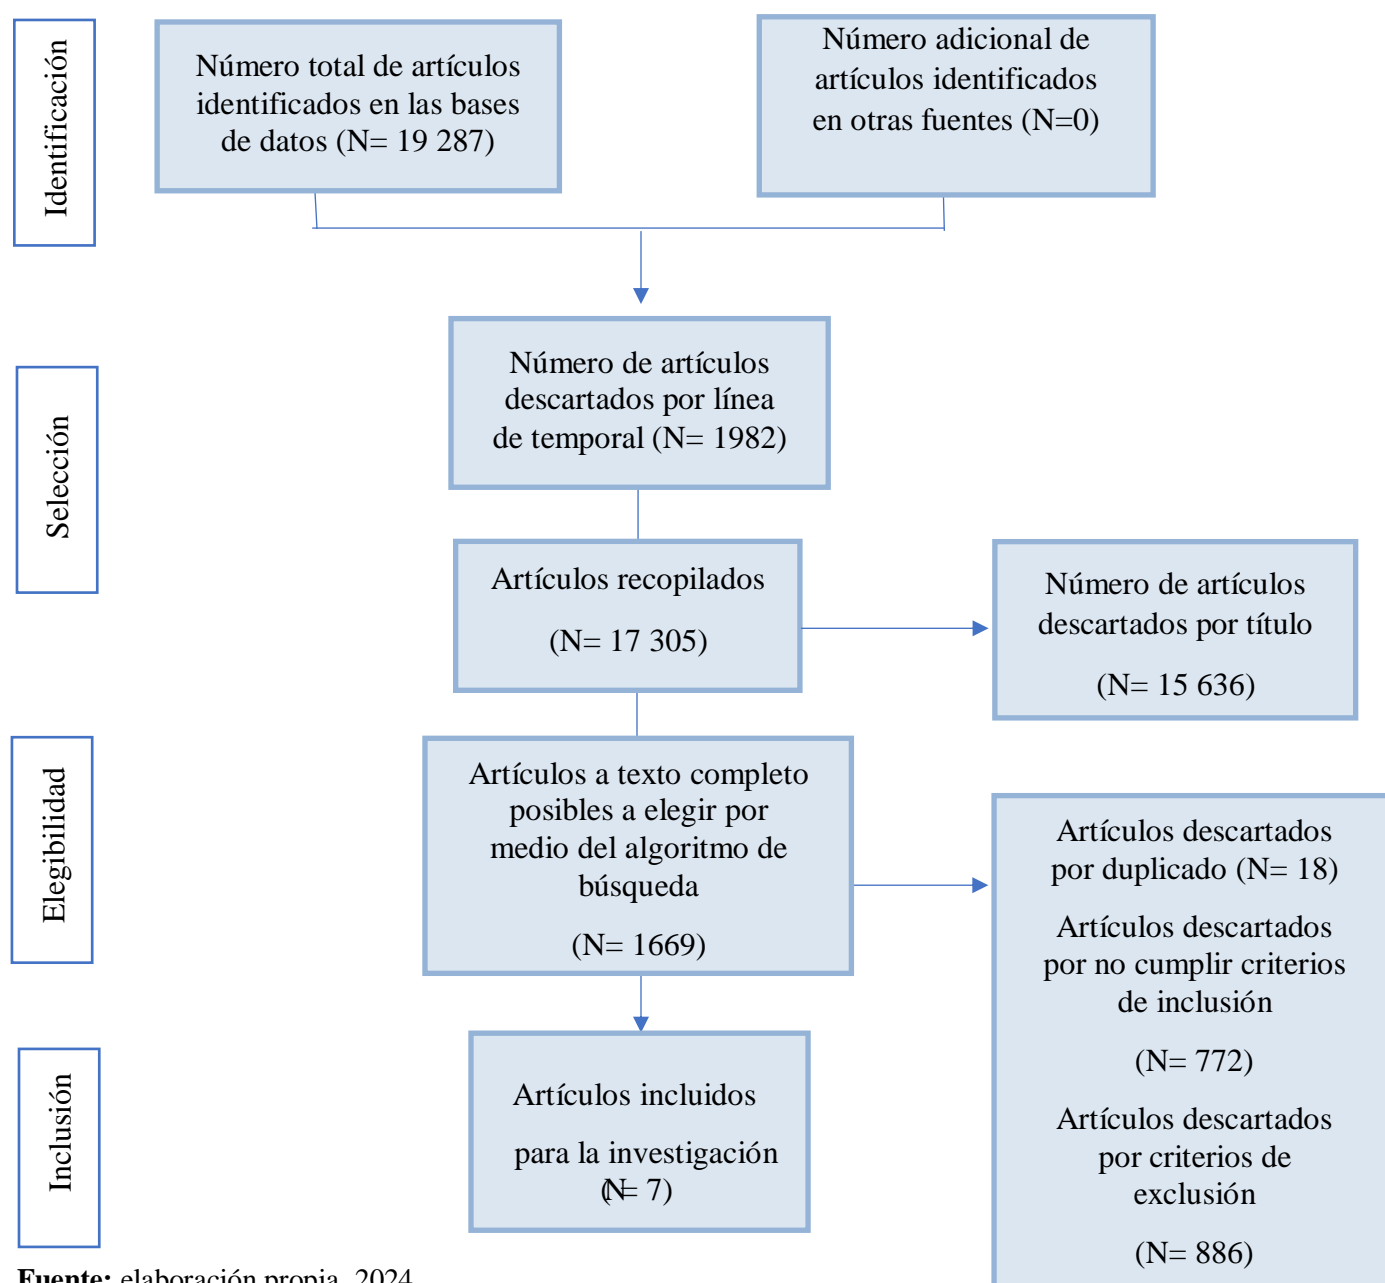 Identificación
Número total de artículos
identificados en las bases
de datos (N= 19 287)
Número adicional de
artículos identificados
en otras fuentes (N=0)
Selección
Número de artículos
descartados por línea
de temporal (N= 1982)
Artículos recopilados
(N= 17 305)
Número de artículos
descartados por título
(N= 15 636)
Elegibilidad
Artículos a texto completo
posibles a elegir por
medio del algoritmo de
búsqueda
(N= 1669)
Artículos descartados
por duplicado (N= 18)
Artículos descartados
por no cumplir criterios
de inclusión
(N= 772)
Artículos descartados
por criterios de
exclusión
(N= 886)
Inclusión
Artículos incluidos
para la investigación
(N= 7)
Fuente: elaboración propia, 2024